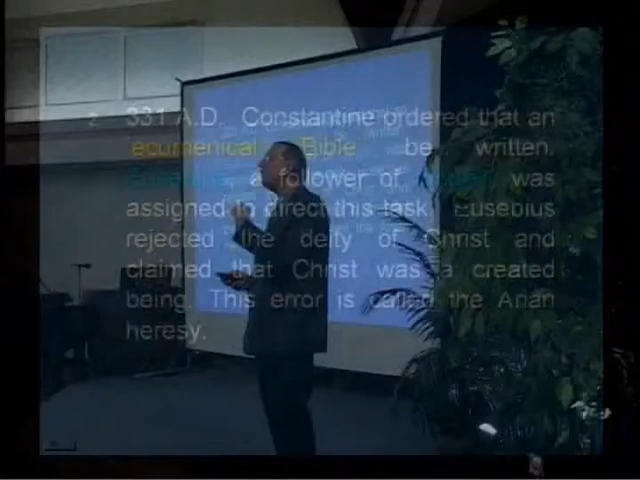 331 A.D. Constantine ordered that an
ecumenical Bible be written.
Eusebius, a follower of was
assigned to direct this task. Eusebius
rejected the deity of Christ and
claimed that Christ was a created
being. This error is called the Arian
heresy.